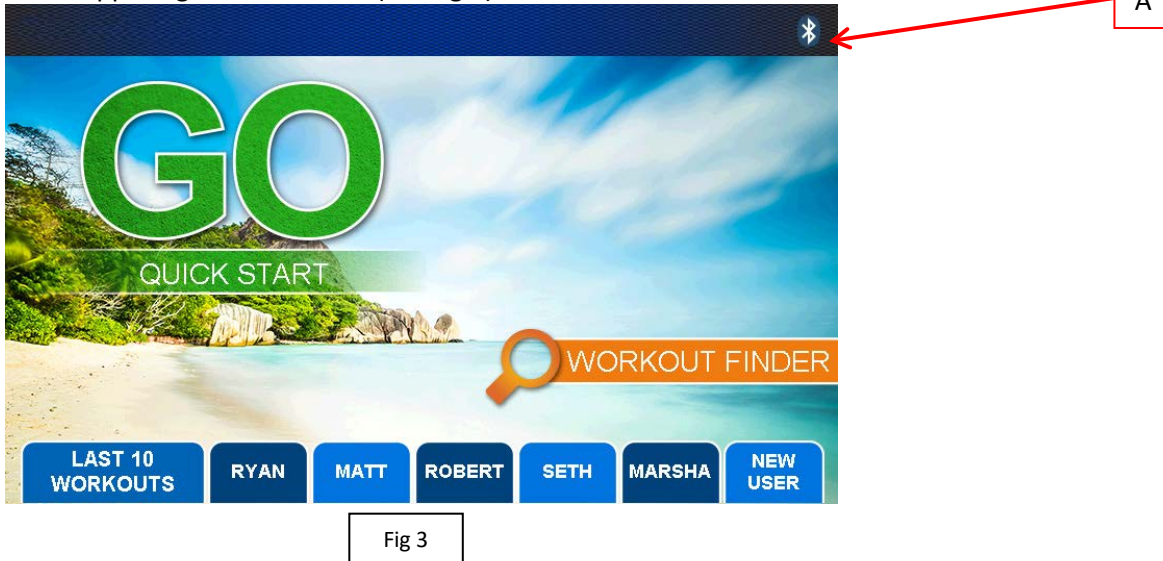 A
GO
QUICK START
WORKOUT FINDER
LAST 10
WORKOUTS
RYAN
MATT
ROBERT
SETH
MARSHA
NEW
USER
Fig 3